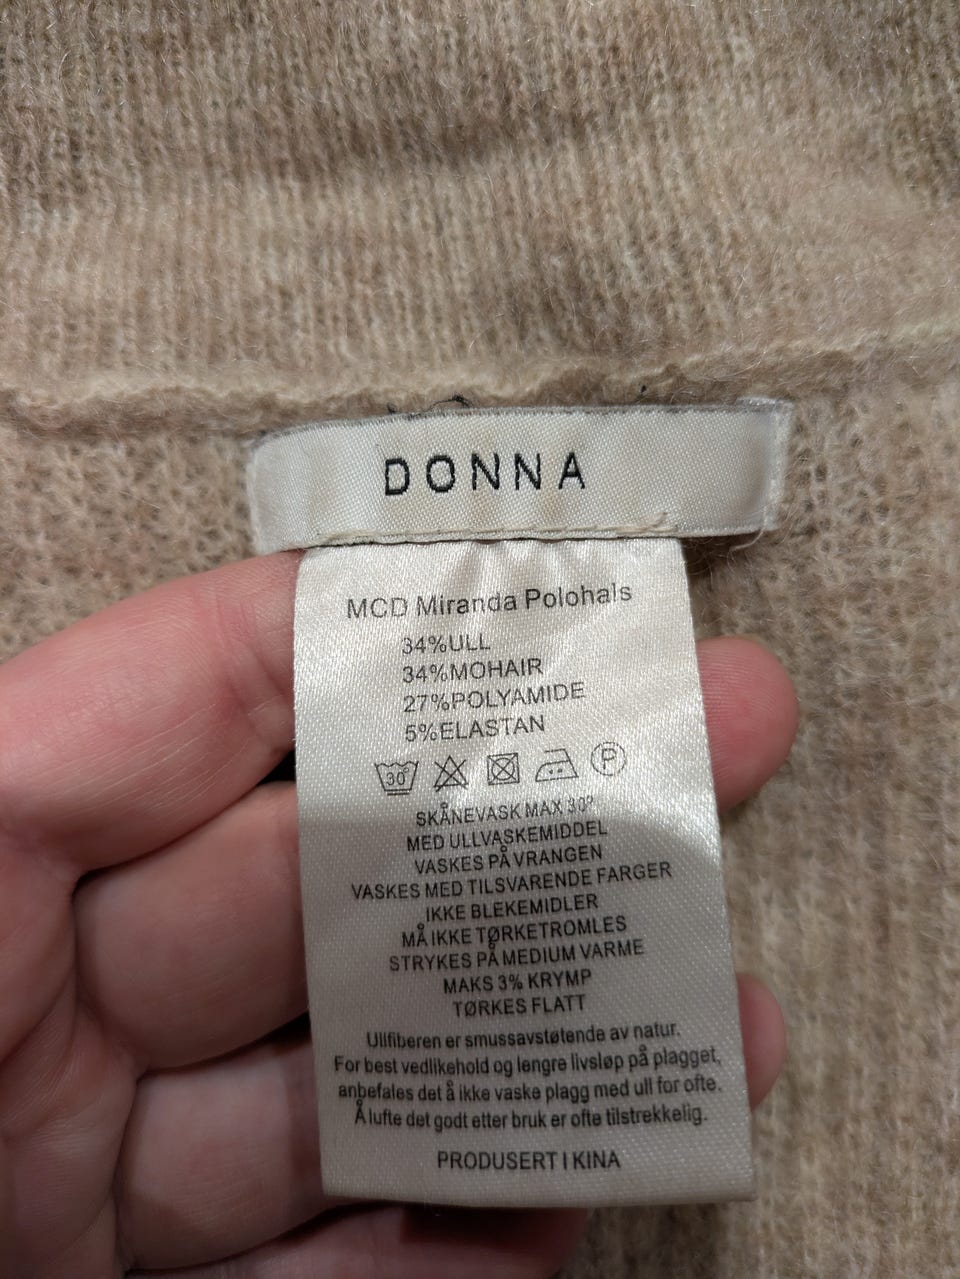 DONNA
MCD Miranda Polohals
34%ULL
34%MOHAIR
27%POLYAMIDE
5%ELASTAN
30° P
SKÅNEVASK MAX 30°
MED ULLVASKEMIDDEL
VASKES PÅ VRANGEN
VASKES MED TILSVARENDE FARGER
IKKE BLEKEMIDLER
MÅ IKKE TØRKETROMLES
STRYKES PÅ MEDIUM VARME
MAKS 3% KRYMP
TØRKES FLATT
Ullfiberen er smussavstøtende av natur.
For best vedlikehold og lengre livsløp på plagget,
anbefales det å ikke vaske plagg med ull for ofte.
Å lufte det godt etter bruk er ofte tilstrekkelig.
PRODUSERT I KINA